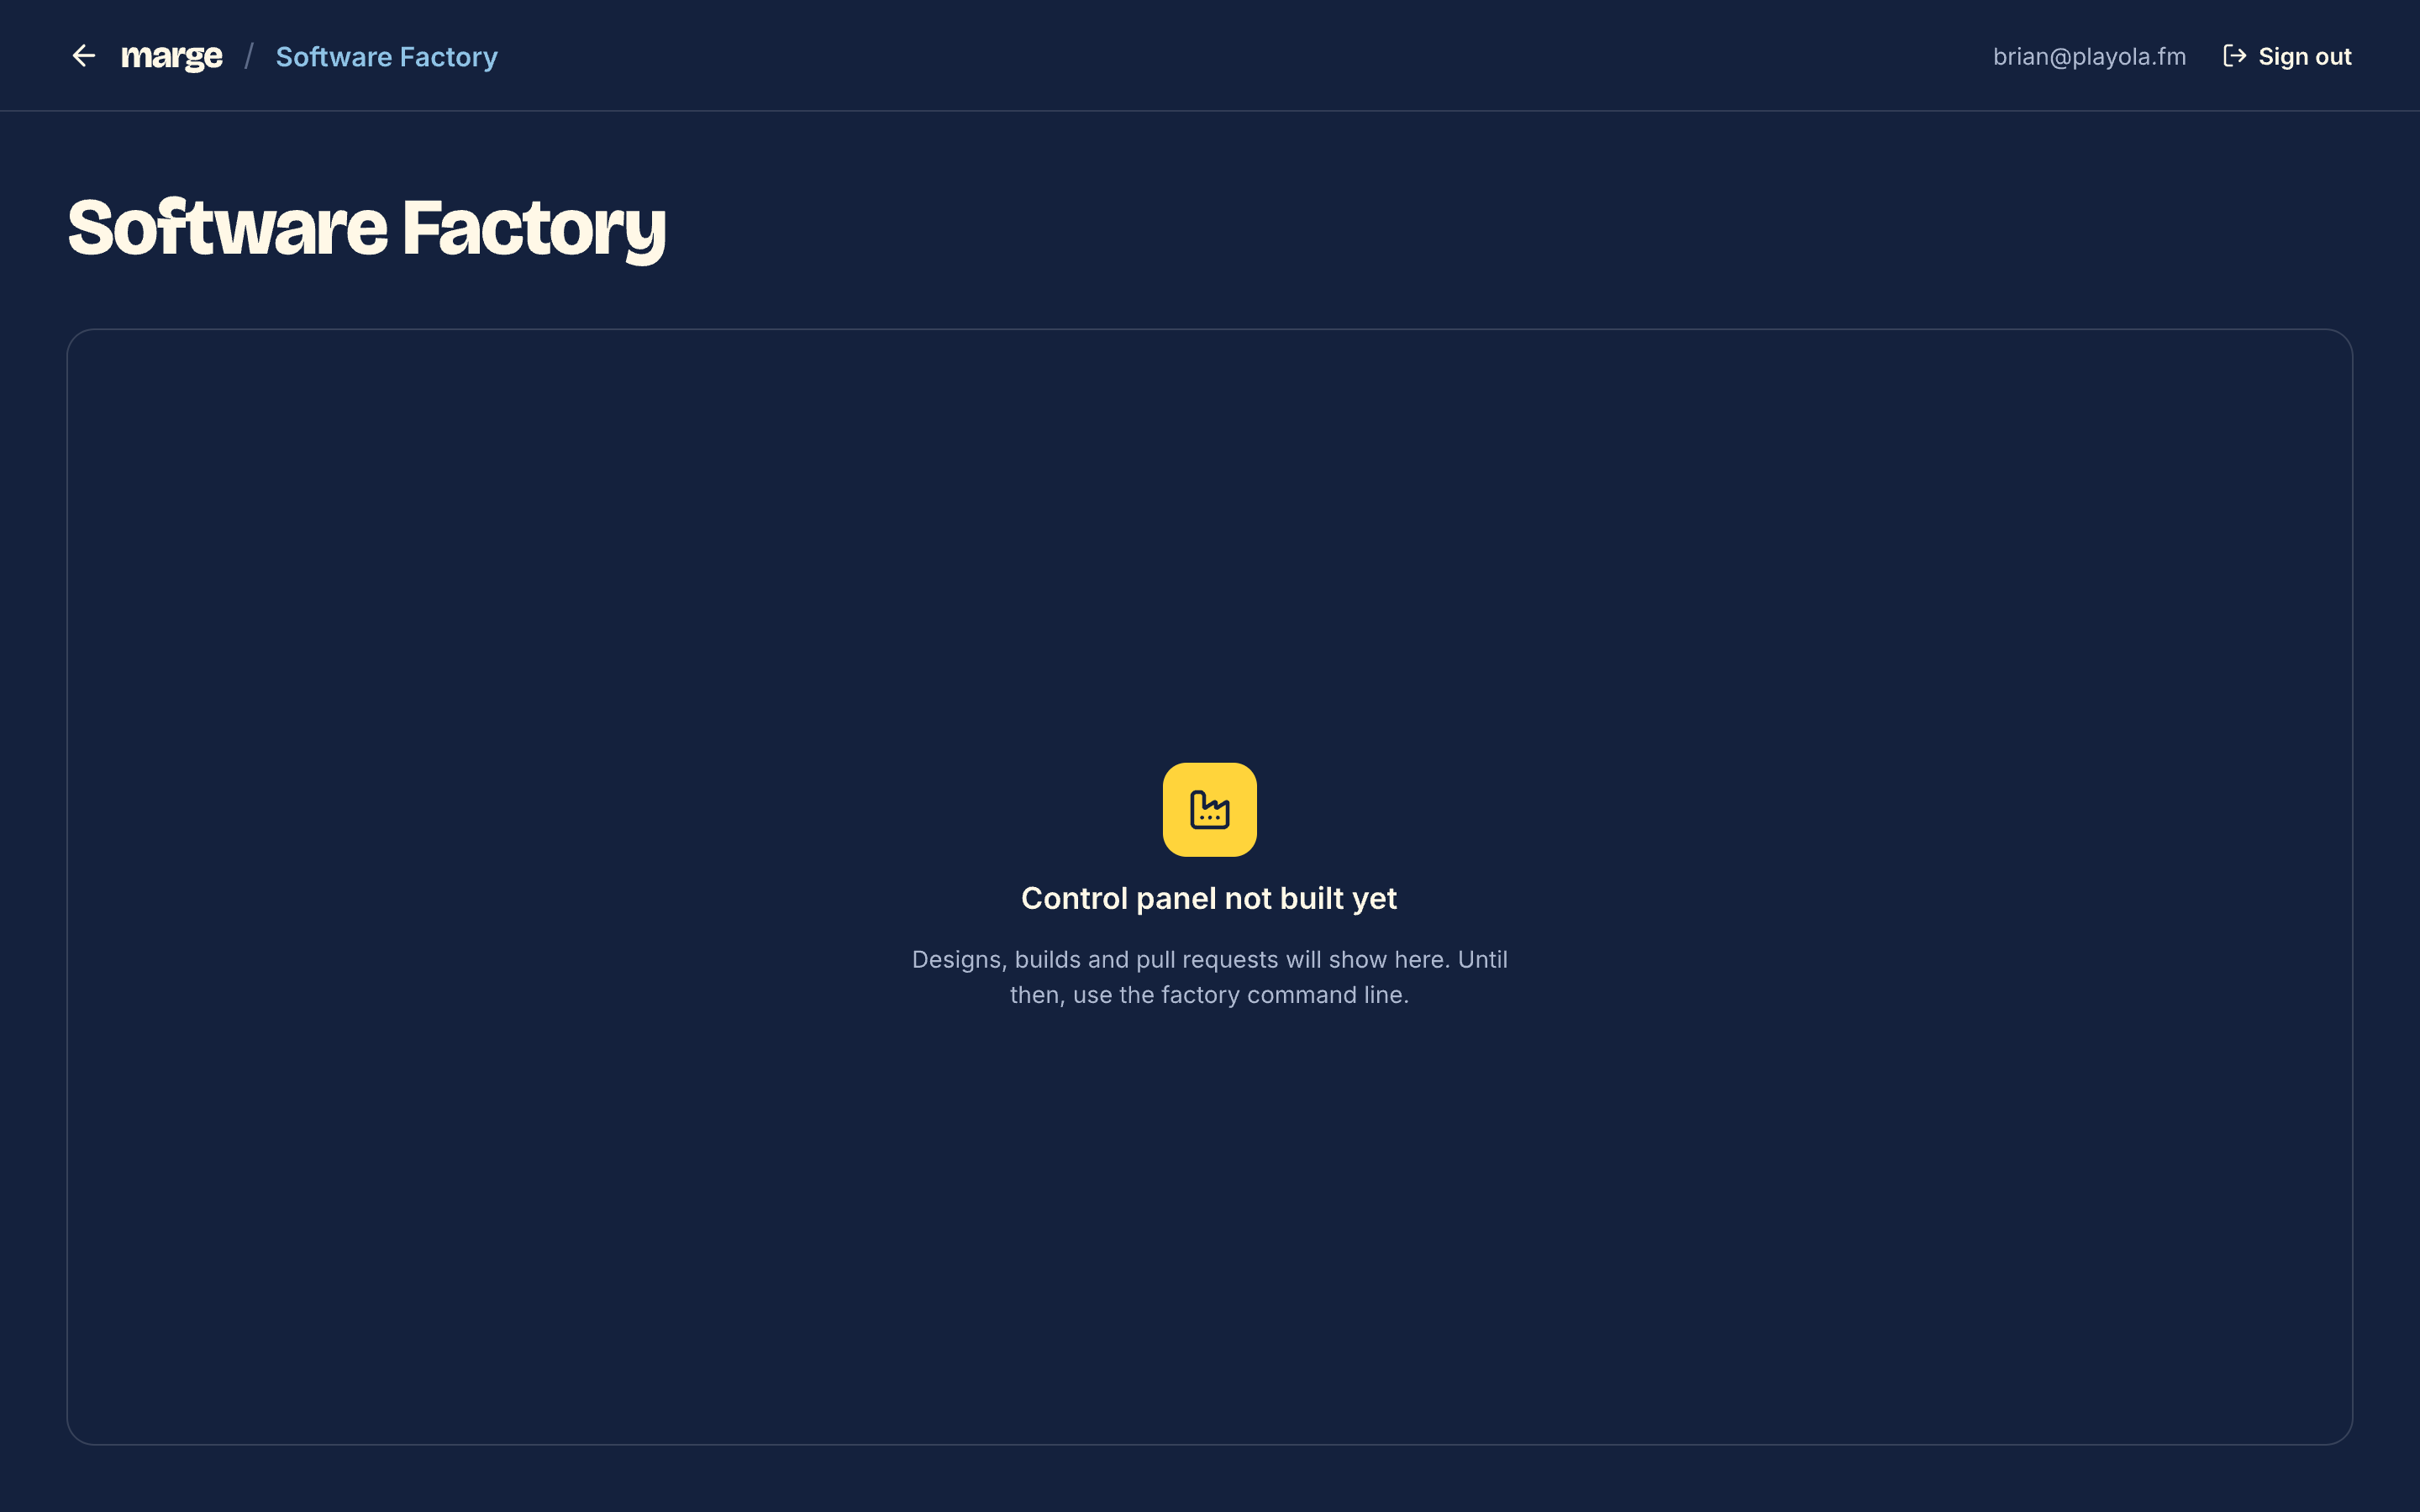 marge / Software Factory
brian@playola.fm
Sign out
Software Factory
Control panel not built yet
Designs, builds and pull requests will show here. Until
then, use the factory command line.